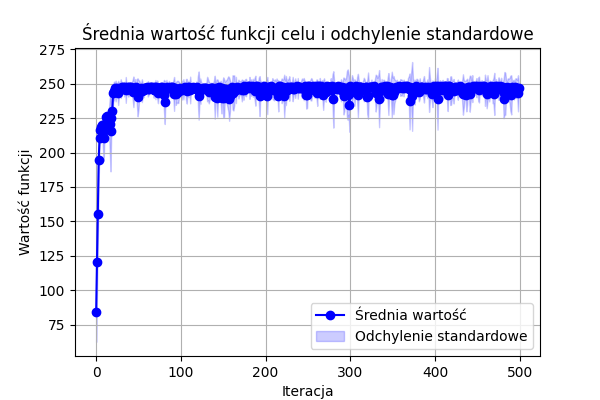 Średnia wartość funkcji celu i odchylenie standardowe
275
250
225
200
175
150
125
100
75
Wartość funkcji
0 100 200 300 400 500
Iteracja
Średnia wartość
Odchylenie standardowe